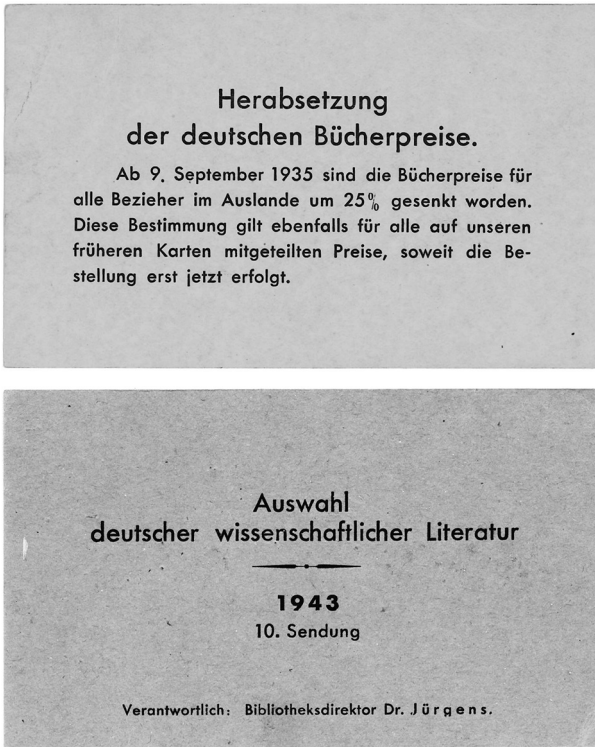 Herabsetzung
der deutschen Bücherpreise.
Ab 9. September 1935 sind die Bücherpreise für
alle Bezieher im Auslande um 25% gesenkt worden.
Diese Bestimmung gilt ebenfalls für alle auf unseren
früheren Karten mitgeteilten Preise, soweit die Be-
stellung erst jetzt erfolgt.
Auswahl
deutscher wissenschaftlicher Literatur
1943
10. Sendung
Verantwortlich: Bibliotheksdirektor Dr. Jürgens.